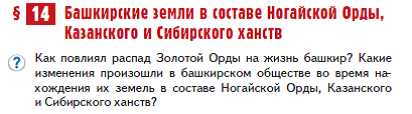 § 14 Башкирские земли в составе Ногайской Орды,
Казанского и Сибирского ханств
? Как повлиял распад Золотой Орды на жизнь башкир? Какие
изменения произошли в башкирском обществе во время на-
хождения их земель в составе Ногайской Орды, Казанского
и Сибирского ханств?